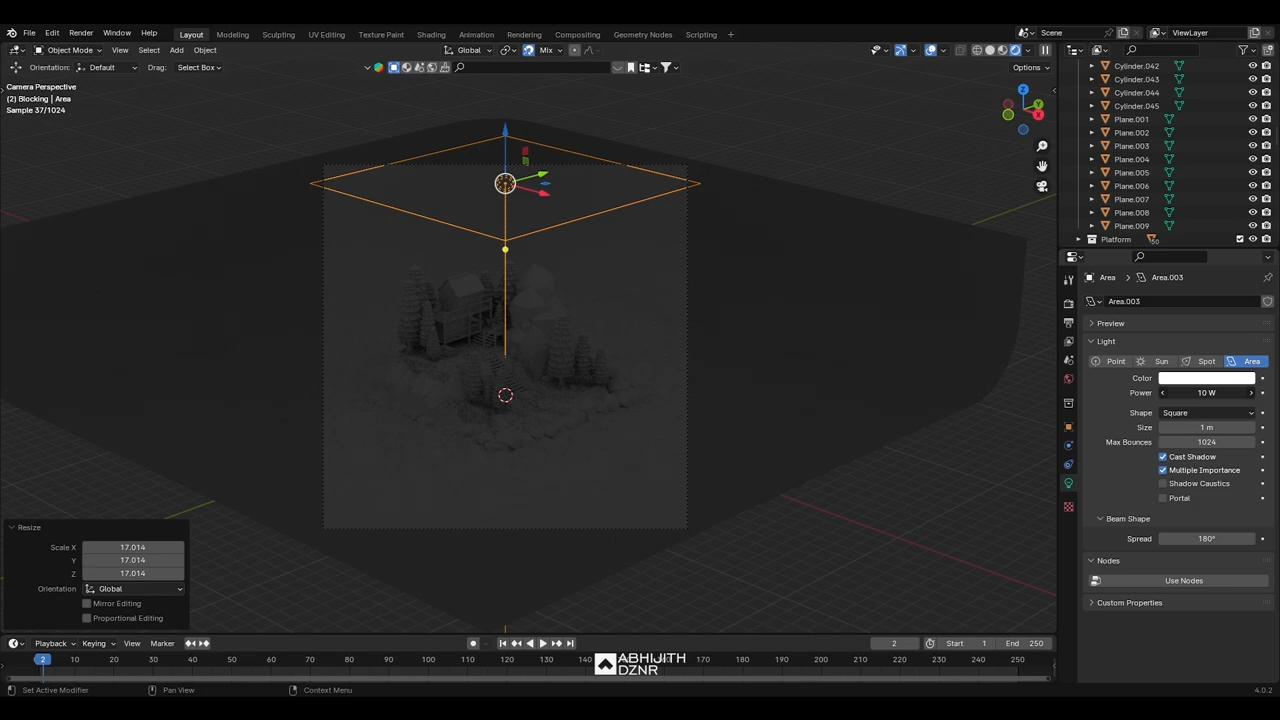 File Edit Render Window Help Layout Modeling Sculpting UV Editing Texture Paint Shading Animation Rendering Compositing Geometry Nodes Scripting + Scene ViewLayer
Object Mode View Select Add Object Global Mix
Orientation: Default Drag: Select Box Options
Camera Perspective
(2) Blocking | Area
Sample 37/1024
Z
Y
X
Cylinder.042
Cylinder.043
Cylinder.044
Cylinder.045
Plane.001
Plane.002
Plane.003
Plane.004
Plane.005
Plane.006
Plane.007
Plane.008
Plane.009
Platform 50
Area Area.003
Area.003
Preview
Light
Point Sun Spot Area
Color
Power 10 W
Shape Square
Size 1 m
Max Bounces 1024
Cast Shadow
Multiple Importance
Shadow Caustics
Portal
Beam Shape
Spread 180°
Nodes
Use Nodes
Custom Properties
Resize
Scale X 17.014
Y 17.014
Z 17.014
Orientation Global
Mirror Editing
Proportional Editing
Playback Keying View Marker 2 Start 1 End 250
2 10 20 30 40 50 60 70 80 90 100 110 120 130 140 150 160 170 180 190 200 210 220 230 240 250
ABHIJITH
DZNR
Set Active Modifier Pan View Context Menu 4.0.2